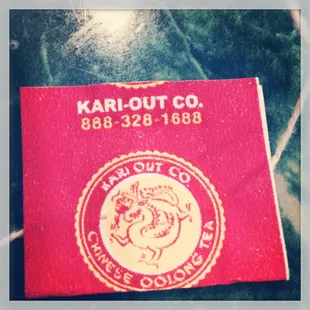 KARI-OUT CO.
888-328-1688
KARI OUT CO.
CHINESE OOLONG TEA